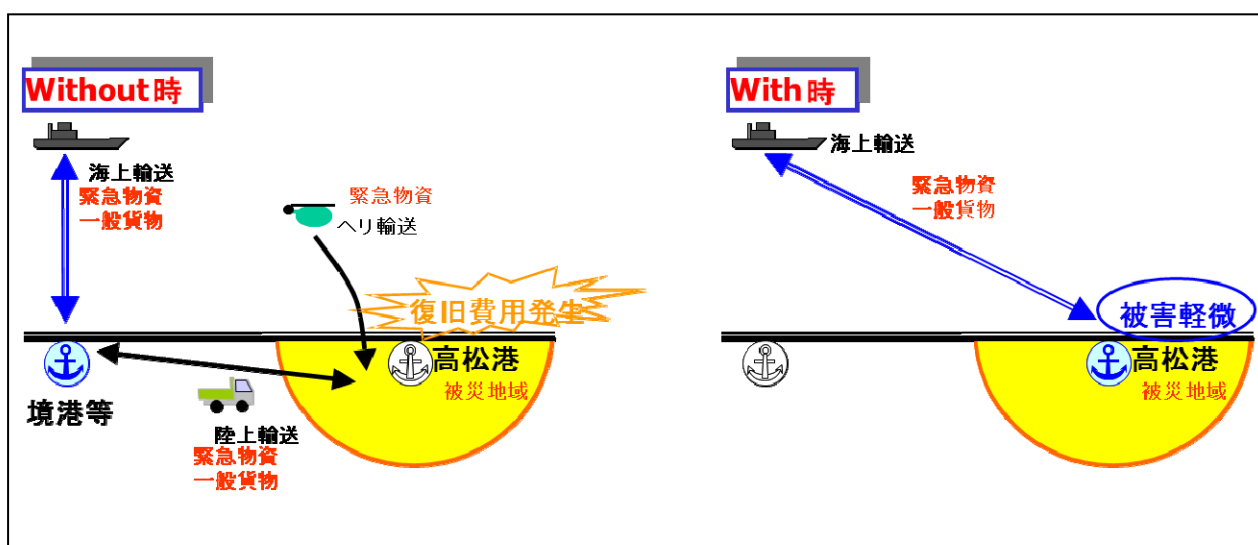 Without時
海上輸送
緊急物資
一般貨物
緊急物資
ヘリ輸送
復旧費用発生
高松港
被災地域
境港等
陸上輸送
緊急物資
一般貨物
With時
海上輸送
緊急物資
一般貨物
被害軽微
高松港
被災地域